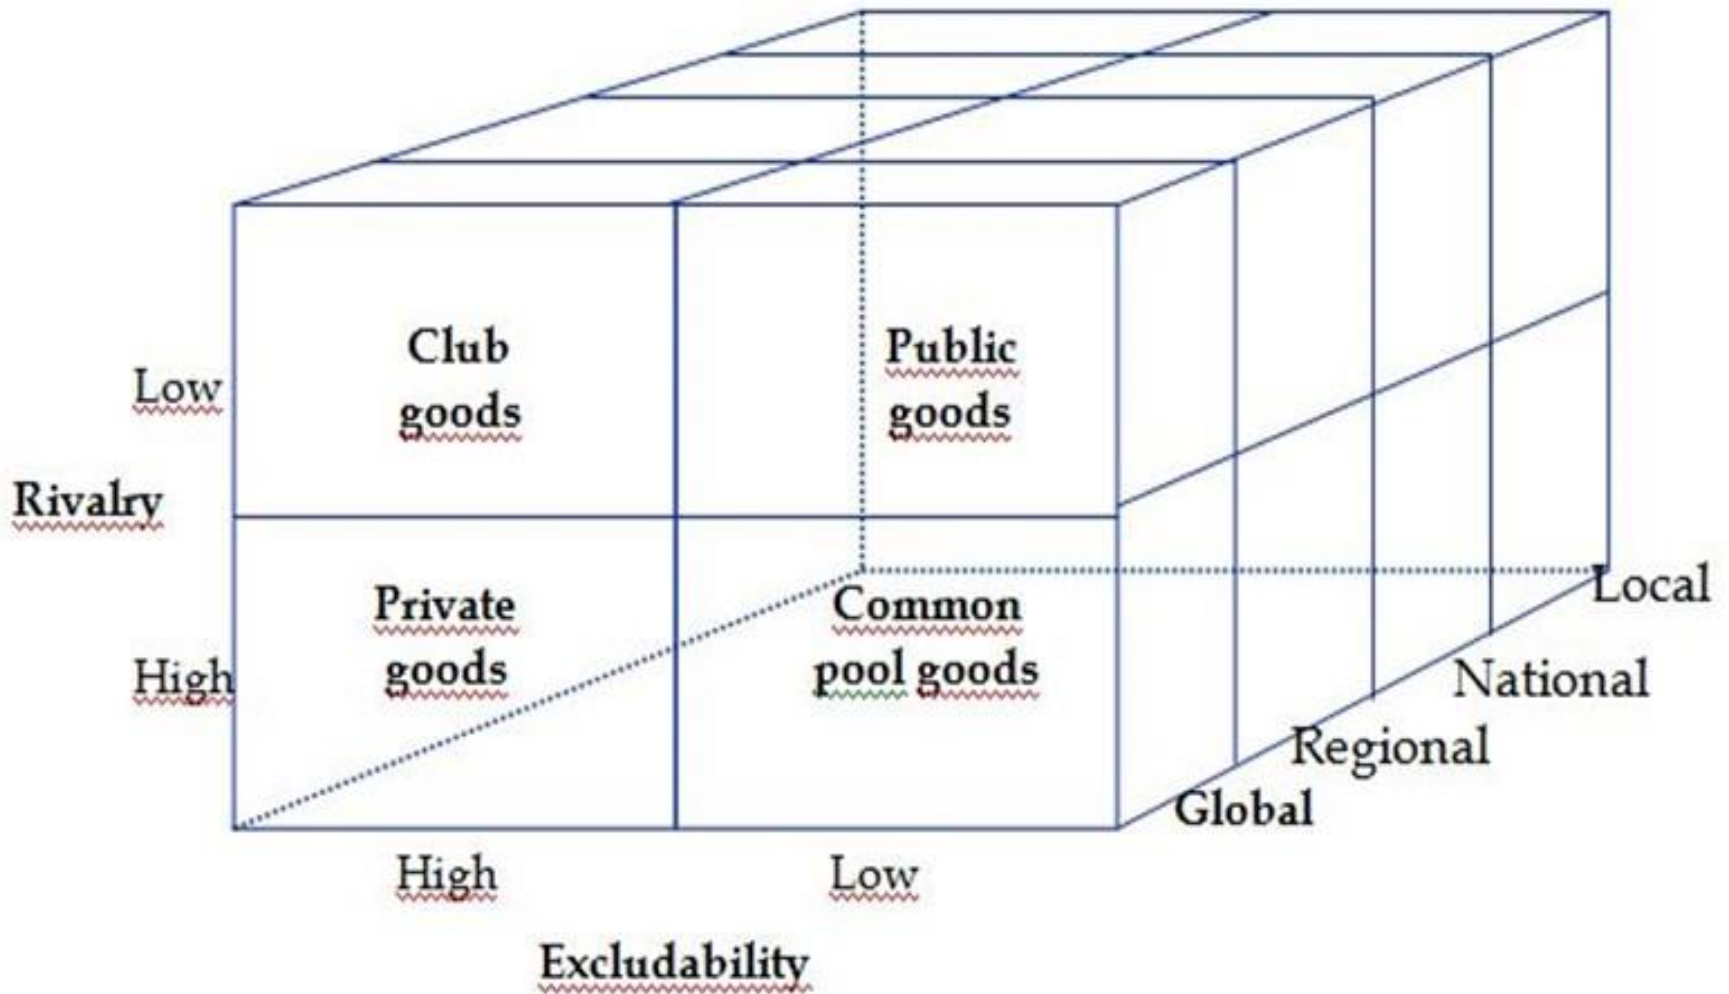 Club
goods
Public
goods
Low
Rivalry
Private
goods
Common
pool goods
High
Local
National
Regional
Global
High
Low
Excludability